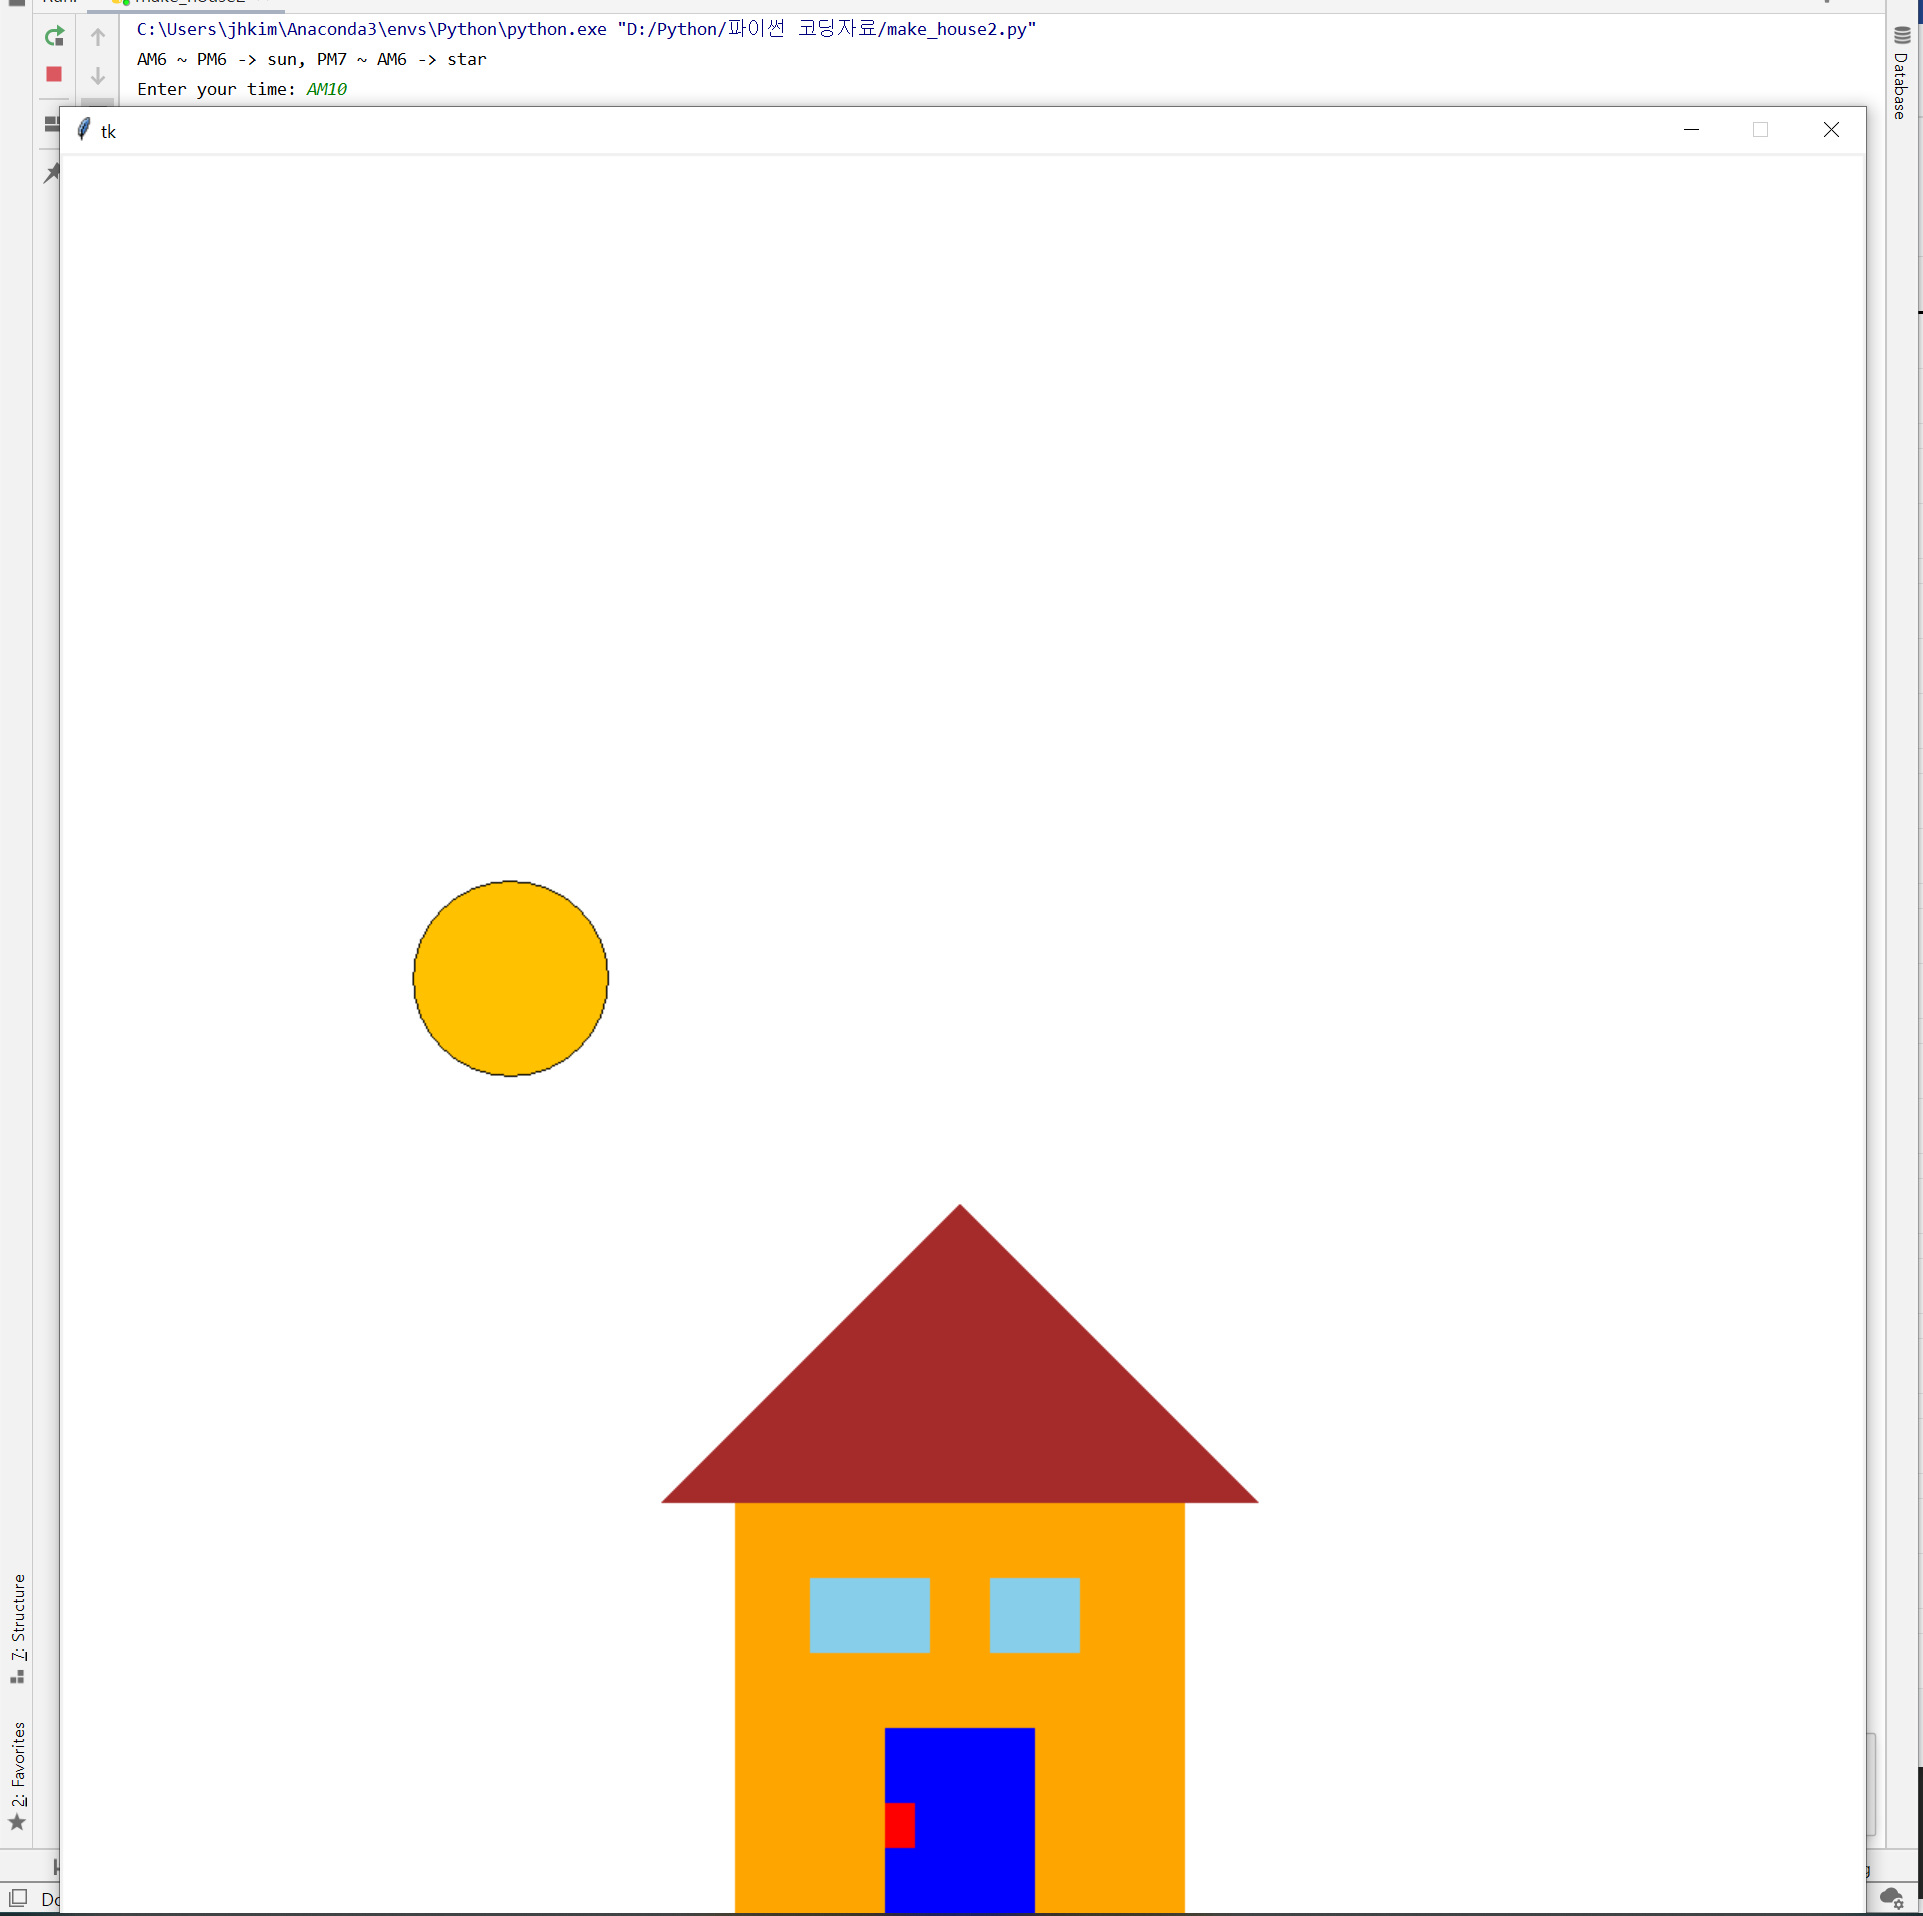 C:\Users\jhkim\Anaconda3\envs\Python\python.exe "D:/Python/파이썬 코딩자료/make_house2.py"
AM6 ~ PM6 -> sun, PM7 ~ AM6 -> star
Enter your time: AM10
tk
Database
7: Structure
2: Favorites